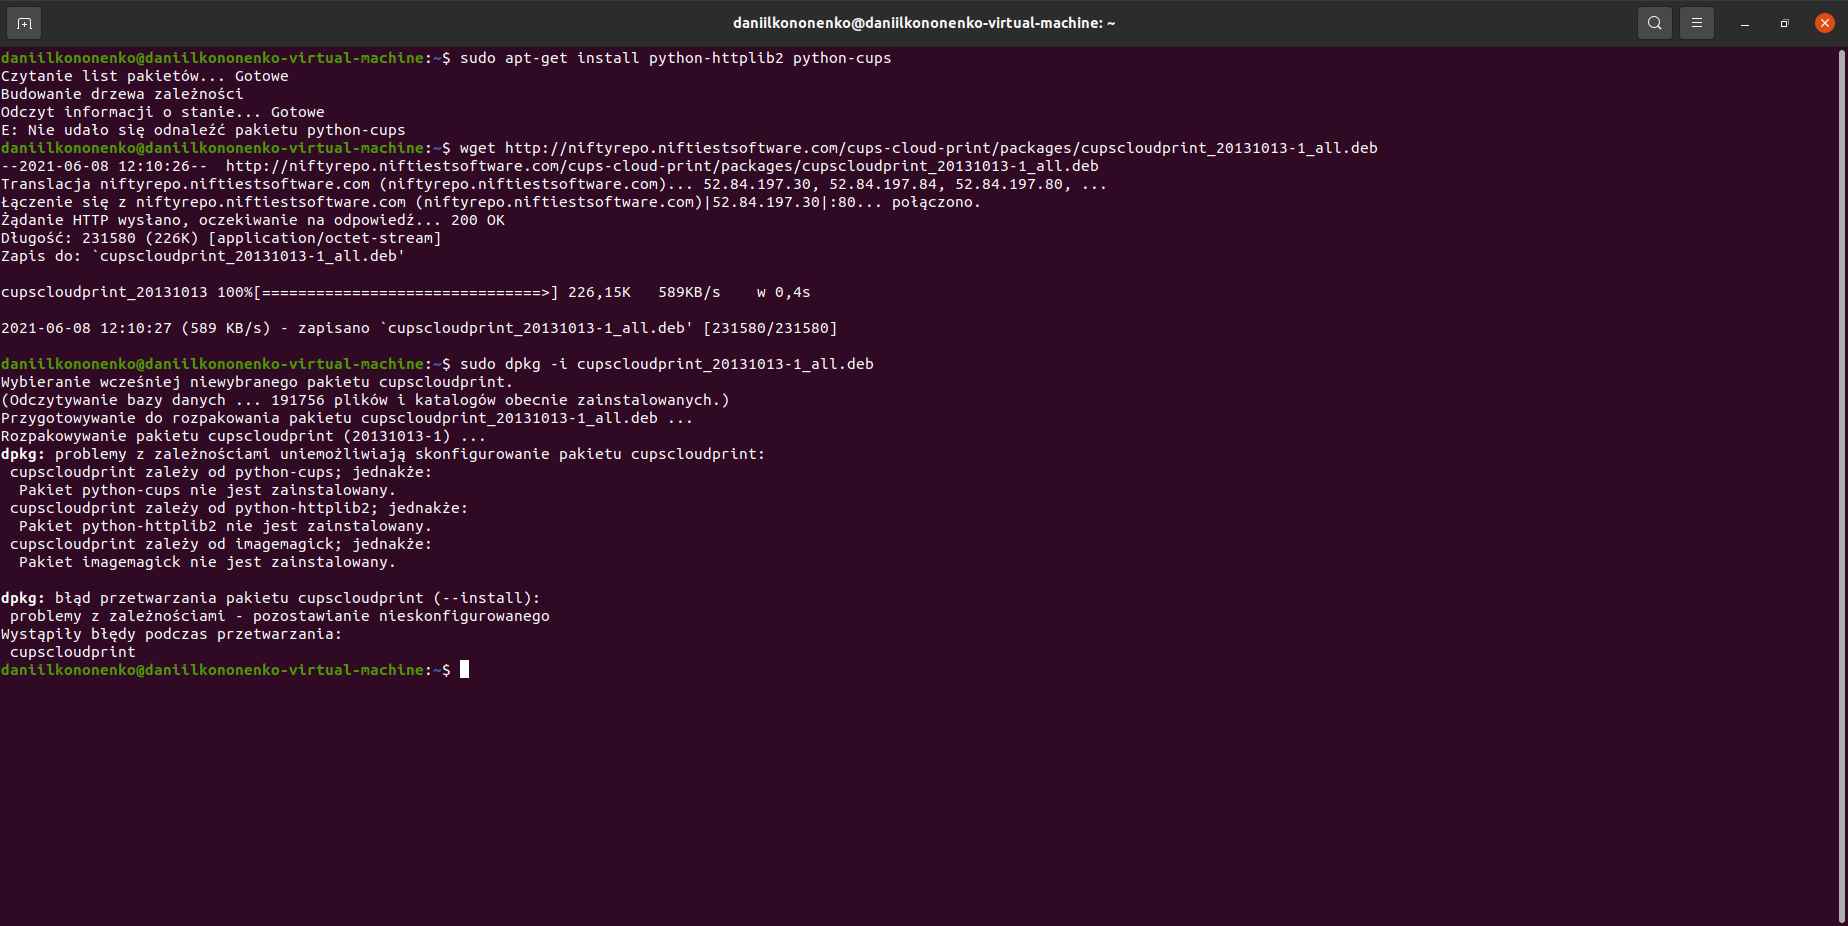 daniilkononenko@daniilkononenko-virtual-machine: ~
daniilkononenko@daniilkononenko-virtual-machine:~$ sudo apt-get install python-httplib2 python-cups
Czytanie list pakietów... Gotowe
Budowanie drzewa zależności
Odczyt informacji o stanie... Gotowe
E: Nie udało się odnaleźć pakietu python-cups
daniilkononenko@daniilkononenko-virtual-machine:~$ wget http://niftyrepo.niftiestsoftware.com/cups-cloud-print/packages/cupscloudprint_20131013-1_all.deb
--2021-06-08 12:10:26--  http://niftyrepo.niftiestsoftware.com/cups-cloud-print/packages/cupscloudprint_20131013-1_all.deb
Translacja niftyrepo.niftiestsoftware.com (niftyrepo.niftiestsoftware.com)... 52.84.197.30, 52.84.197.84, 52.84.197.80, ...
Łączenie się z niftyrepo.niftiestsoftware.com (niftyrepo.niftiestsoftware.com)|52.84.197.30|:80... połączono.
Żądanie HTTP wysłano, oczekiwanie na odpowiedź... 200 OK
Długość: 231580 (226K) [application/octet-stream]
Zapis do: `cupscloudprint_20131013-1_all.deb'
cupscloudprint_20131013 100%[===============================>] 226,15K   589KB/s    w 0,4s
2021-06-08 12:10:27 (589 KB/s) - zapisano `cupscloudprint_20131013-1_all.deb' [231580/231580]
daniilkononenko@daniilkononenko-virtual-machine:~$ sudo dpkg -i cupscloudprint_20131013-1_all.deb
Wybieranie wcześniej niewybranego pakietu cupscloudprint.
(Odczytywanie bazy danych ... 191756 plików i katalogów obecnie zainstalowanych.)
Przygotowywanie do rozpakowania pakietu cupscloudprint_20131013-1_all.deb ...
Rozpakowywanie pakietu cupscloudprint (20131013-1) ...
dpkg: problemy z zależnościami uniemożliwiają skonfigurowanie pakietu cupscloudprint:
 cupscloudprint zależy od python-cups; jednakże:
  Pakiet python-cups nie jest zainstalowany.
 cupscloudprint zależy od python-httplib2; jednakże:
  Pakiet python-httplib2 nie jest zainstalowany.
 cupscloudprint zależy od imagemagick; jednakże:
  Pakiet imagemagick nie jest zainstalowany.
dpkg: błąd przetwarzania pakietu cupscloudprint (--install):
 problemy z zależnościami - pozostawianie nieskonfigurowanego
Wystąpiły błędy podczas przetwarzania:
 cupscloudprint
daniilkononenko@daniilkononenko-virtual-machine:~$